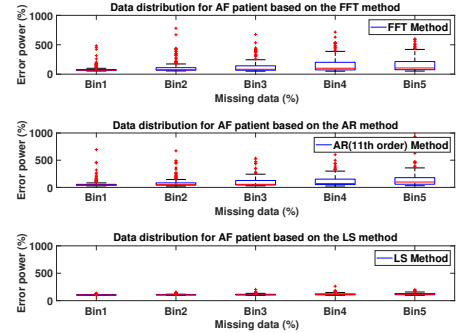 Data distribution for AF patient based on the FFT Method
Error power (%)
1000
500
0
FFT Method
Bin1 Bin2 Bin3 Bin4 Bin5
Missing data (%)
Data distribution for AF patient based on the AR method
Error power (%)
1000
500
0
AR(11th order) Method
Bin1 Bin2 Bin3 Bin4 Bin5
Missing data (%)
Data distribution for AF patient based on the LS method
Error power (%)
1000
500
0
LS Method
Bin1 Bin2 Bin3 Bin4 Bin5
Missing data (%)